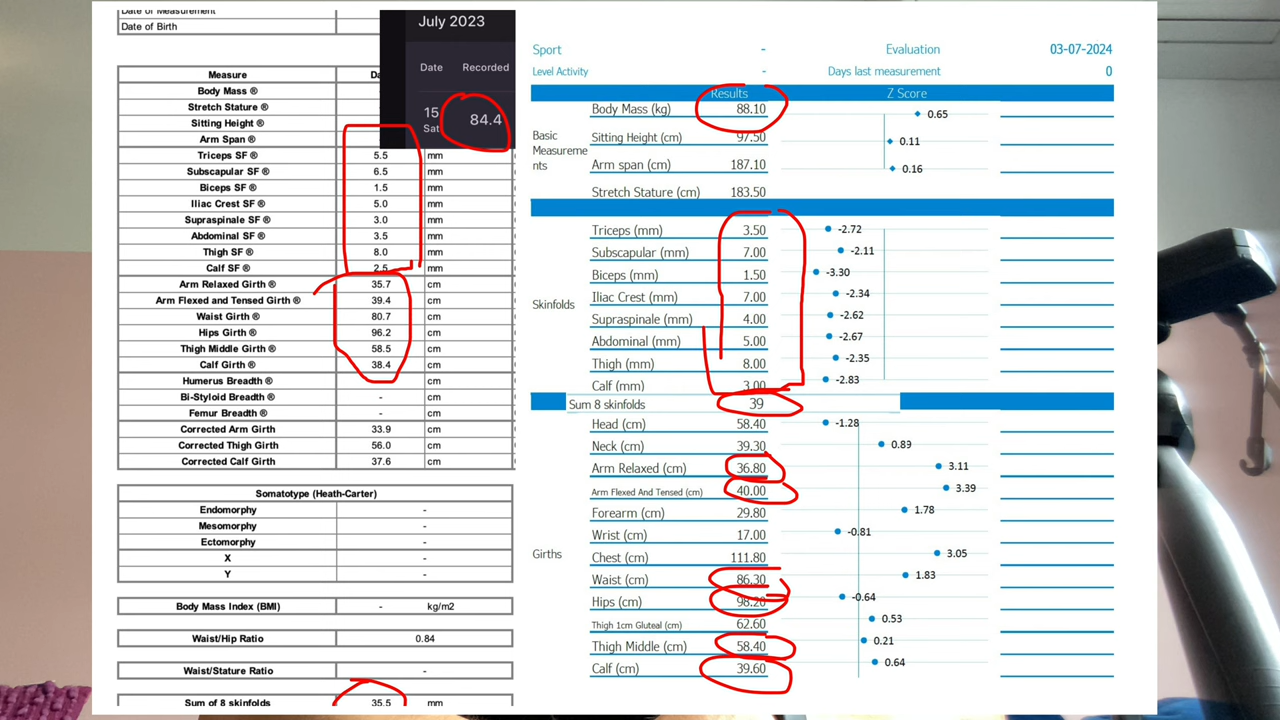 Date of Measurement
Date of Birth
Measure
Body Mass ®
Stretch Stature ®
Sitting Height ®
Arm Span ®
Triceps SF ® 5.5 mm
Subscapular SF ® 6.5 mm
Biceps SF ® 1.5 mm
Iliac Crest SF ® 5.0 mm
Supraspinale SF ® 3.0 mm
Abdominal SF ® 3.5 mm
Thigh SF ® 8.0 mm
Calf SF ® 2.5 mm
Arm Relaxed Girth ® 35.7 cm
Arm Flexed and Tensed Girth ® 39.4 cm
Waist Girth ® 80.7 cm
Hips Girth ® 96.2 cm
Thigh Middle Girth ® 58.5 cm
Calf Girth ® 38.4 cm
Humerus Breadth ® cm
Bi-Styloid Breadth ® - cm
Femur Breadth ® - cm
Corrected Arm Girth 33.9 cm
Corrected Thigh Girth 56.0 cm
Corrected Calf Girth 37.6 cm
Somatotype (Heath-Carter)
Endomorphy -
Mesomorphy -
Ectomorphy -
X -
Y -
Body Mass Index (BMI) - kg/m2
Waist/Hip Ratio 0.84
Waist/Stature Ratio -
Sum of 8 skinfolds 35.5 mm
July 2023
Date Recorded
15 84.4
Sat
Sport - Evaluation 03-07-2024
Level Activity - Days last measurement 0
Results Z Score
Basic
Measureme
nts
Body Mass (kg) 88.10 0.65
Sitting Height (cm) 97.50 0.11
Arm span (cm) 187.10 0.16
Stretch Stature (cm) 183.50
Skinfolds
Triceps (mm) 3.50 -2.72
Subscapular (mm) 7.00 -2.11
Biceps (mm) 1.50 -3.30
Iliac Crest (mm) 7.00 -2.34
Supraspinale (mm) 4.00 -2.62
Abdominal (mm) 5.00 -2.67
Thigh (mm) 8.00 -2.35
Calf (mm) 3.00 -2.83
Sum 8 skinfolds 39
Girths
Head (cm) 58.40 -1.28
Neck (cm) 39.30 0.89
Arm Relaxed (cm) 36.80 3.11
Arm Flexed And Tensed (cm) 40.00 3.39
Forearm (cm) 29.80 1.78
Wrist (cm) 17.00 -0.81
Chest (cm) 111.80 3.05
Waist (cm) 86.30 1.83
Hips (cm) 98.20 -0.64
Thigh 1cm Gluteal (cm) 62.60 0.53
Thigh Middle (cm) 58.40 0.21
Calf (cm) 39.60 0.64